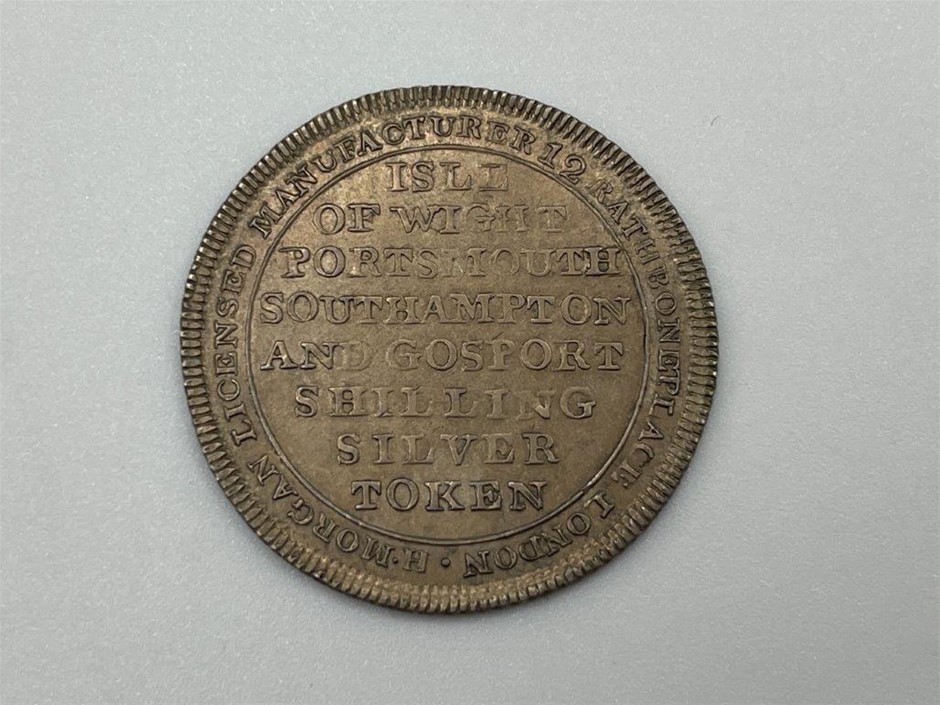 H·MORGAN LICENSED MANUFACTURER 12 RATHBONE PLACE LONDON ·
ISLE
OF WIGHT
PORTSMOUTH
SOUTHAMPTON
AND GOSPORT
SHILLING
SILVER
TOKEN